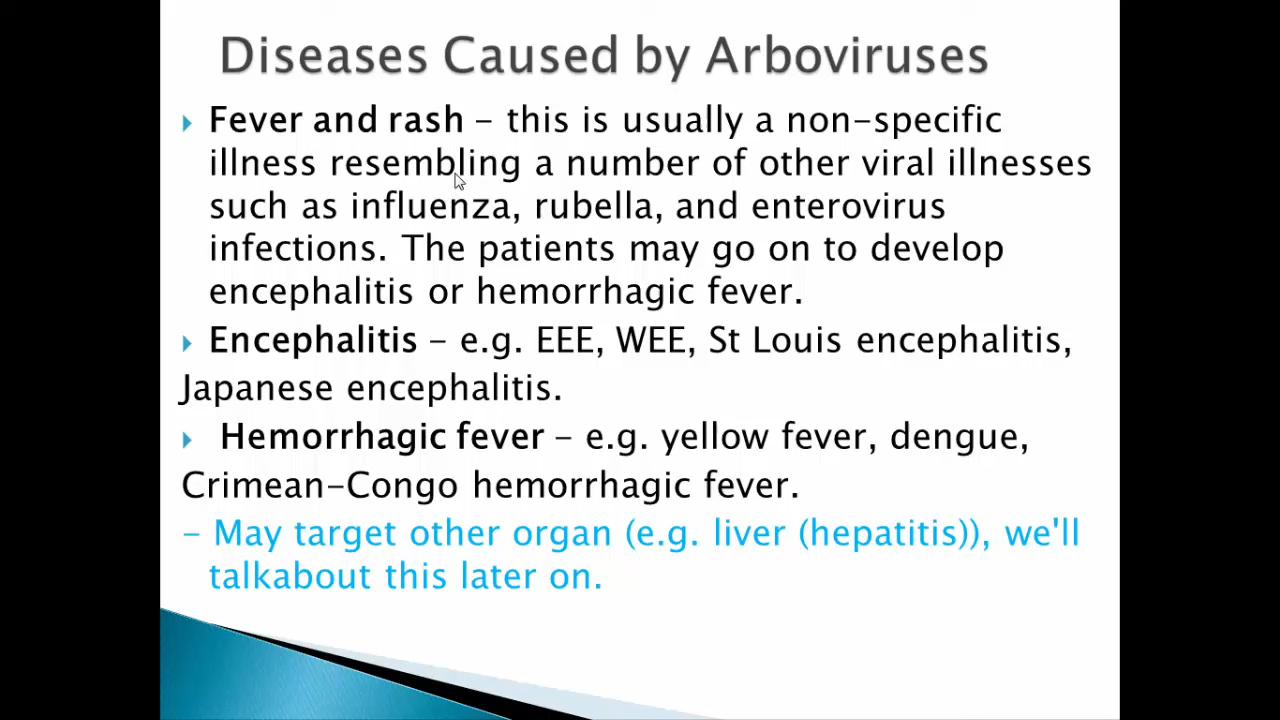 Diseases Caused by Arboviruses
Fever and rash – this is usually a non-specific
illness resembling a number of other viral illnesses
such as influenza, rubella, and enterovirus
infections. The patients may go on to develop
encephalitis or hemorrhagic fever.
Encephalitis – e.g. EEE, WEE, St Louis encephalitis,
Japanese encephalitis.
Hemorrhagic fever – e.g. yellow fever, dengue,
Crimean-Congo hemorrhagic fever.
- May target other organ (e.g. liver (hepatitis)), we'll
talkabout this later on.